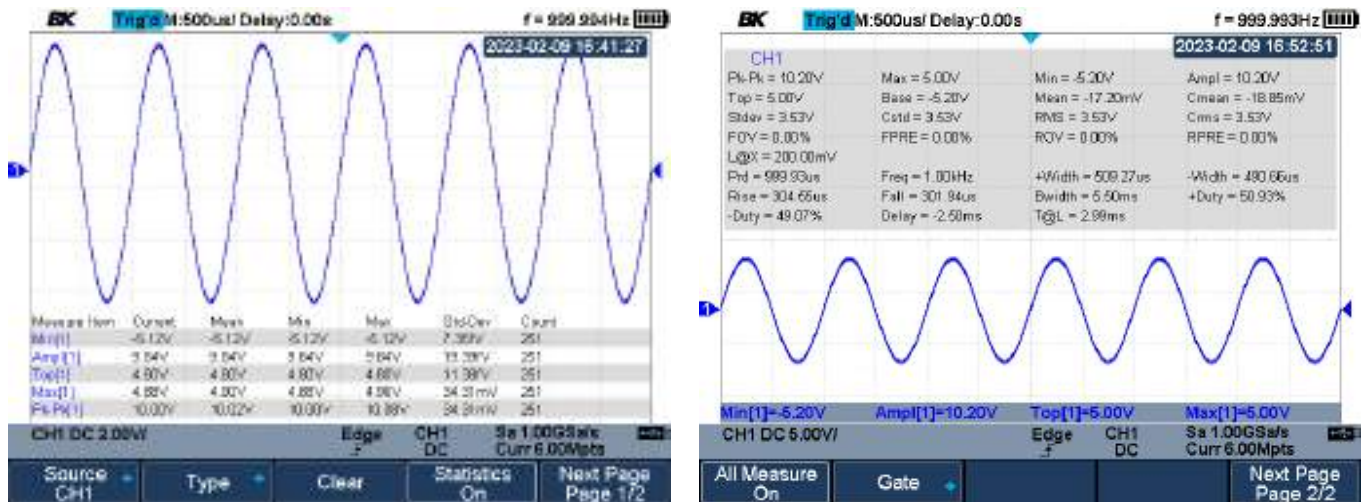 BK Trig'd M:500us/ Delay:0.00s f = 999.994Hz
2023-02-09 16:41:27
Measure Item Current Mean Min Max Std-Dev Count
Min[1] -5.12V -5.12V -5.12V -5.12V 251
Ampl[1] 9.84V 9.84V 9.84V 9.84V 251
Top[1] 4.80V 4.80V 4.80V 4.80V 251
Max[1] 4.88V 4.88V 34.31mV 251
Pk-Pk[1] 10.00V 10.02V 10.00V 10.08V 34.31mV 251
CH1 DC 2.00V/ Edge CH1 Sa 1.00GSa/s
DC Curr 6.00Mpts
Source Type Clear Statistics Next Page
CH1 On Page 1/2
BK Trig'd M:500us/ Delay:0.00s f = 999.993Hz
2023-02-09 16:52:51
CH1
Pk-Pk = 10.20V Max = 5.00V Min = -5.20V Ampl = 10.20V
Top = 5.00V Base = -5.20V Mean = -17.20mV Cmean = -18.85mV
Stdev = 3.53V Cstd = 3.53V RMS = 3.53V Crms = 3.53V
FOV = 0.00% FPRE = 0.00% ROV = 0.00% RPRE = 0.00%
L@X = 200.00mV
Prd = 999.93us Freq = 1.00kHz +Width = 509.27us -Width = 490.66us
Rise = 304.65us Fall = 301.94us Bwidth = 5.50ms +Duty = 50.93%
-Duty = 49.07% Delay = -2.50ms T@L = 2.99ms
Min[1]=-5.20V Ampl[1]=10.20V Top[1]=5.00V Max[1]=5.00V
CH1 DC 5.00V/ Edge CH1 Sa 1.00GSa/s
DC Curr 6.00Mpts
All Measure Gate Next Page
On Page 2/2